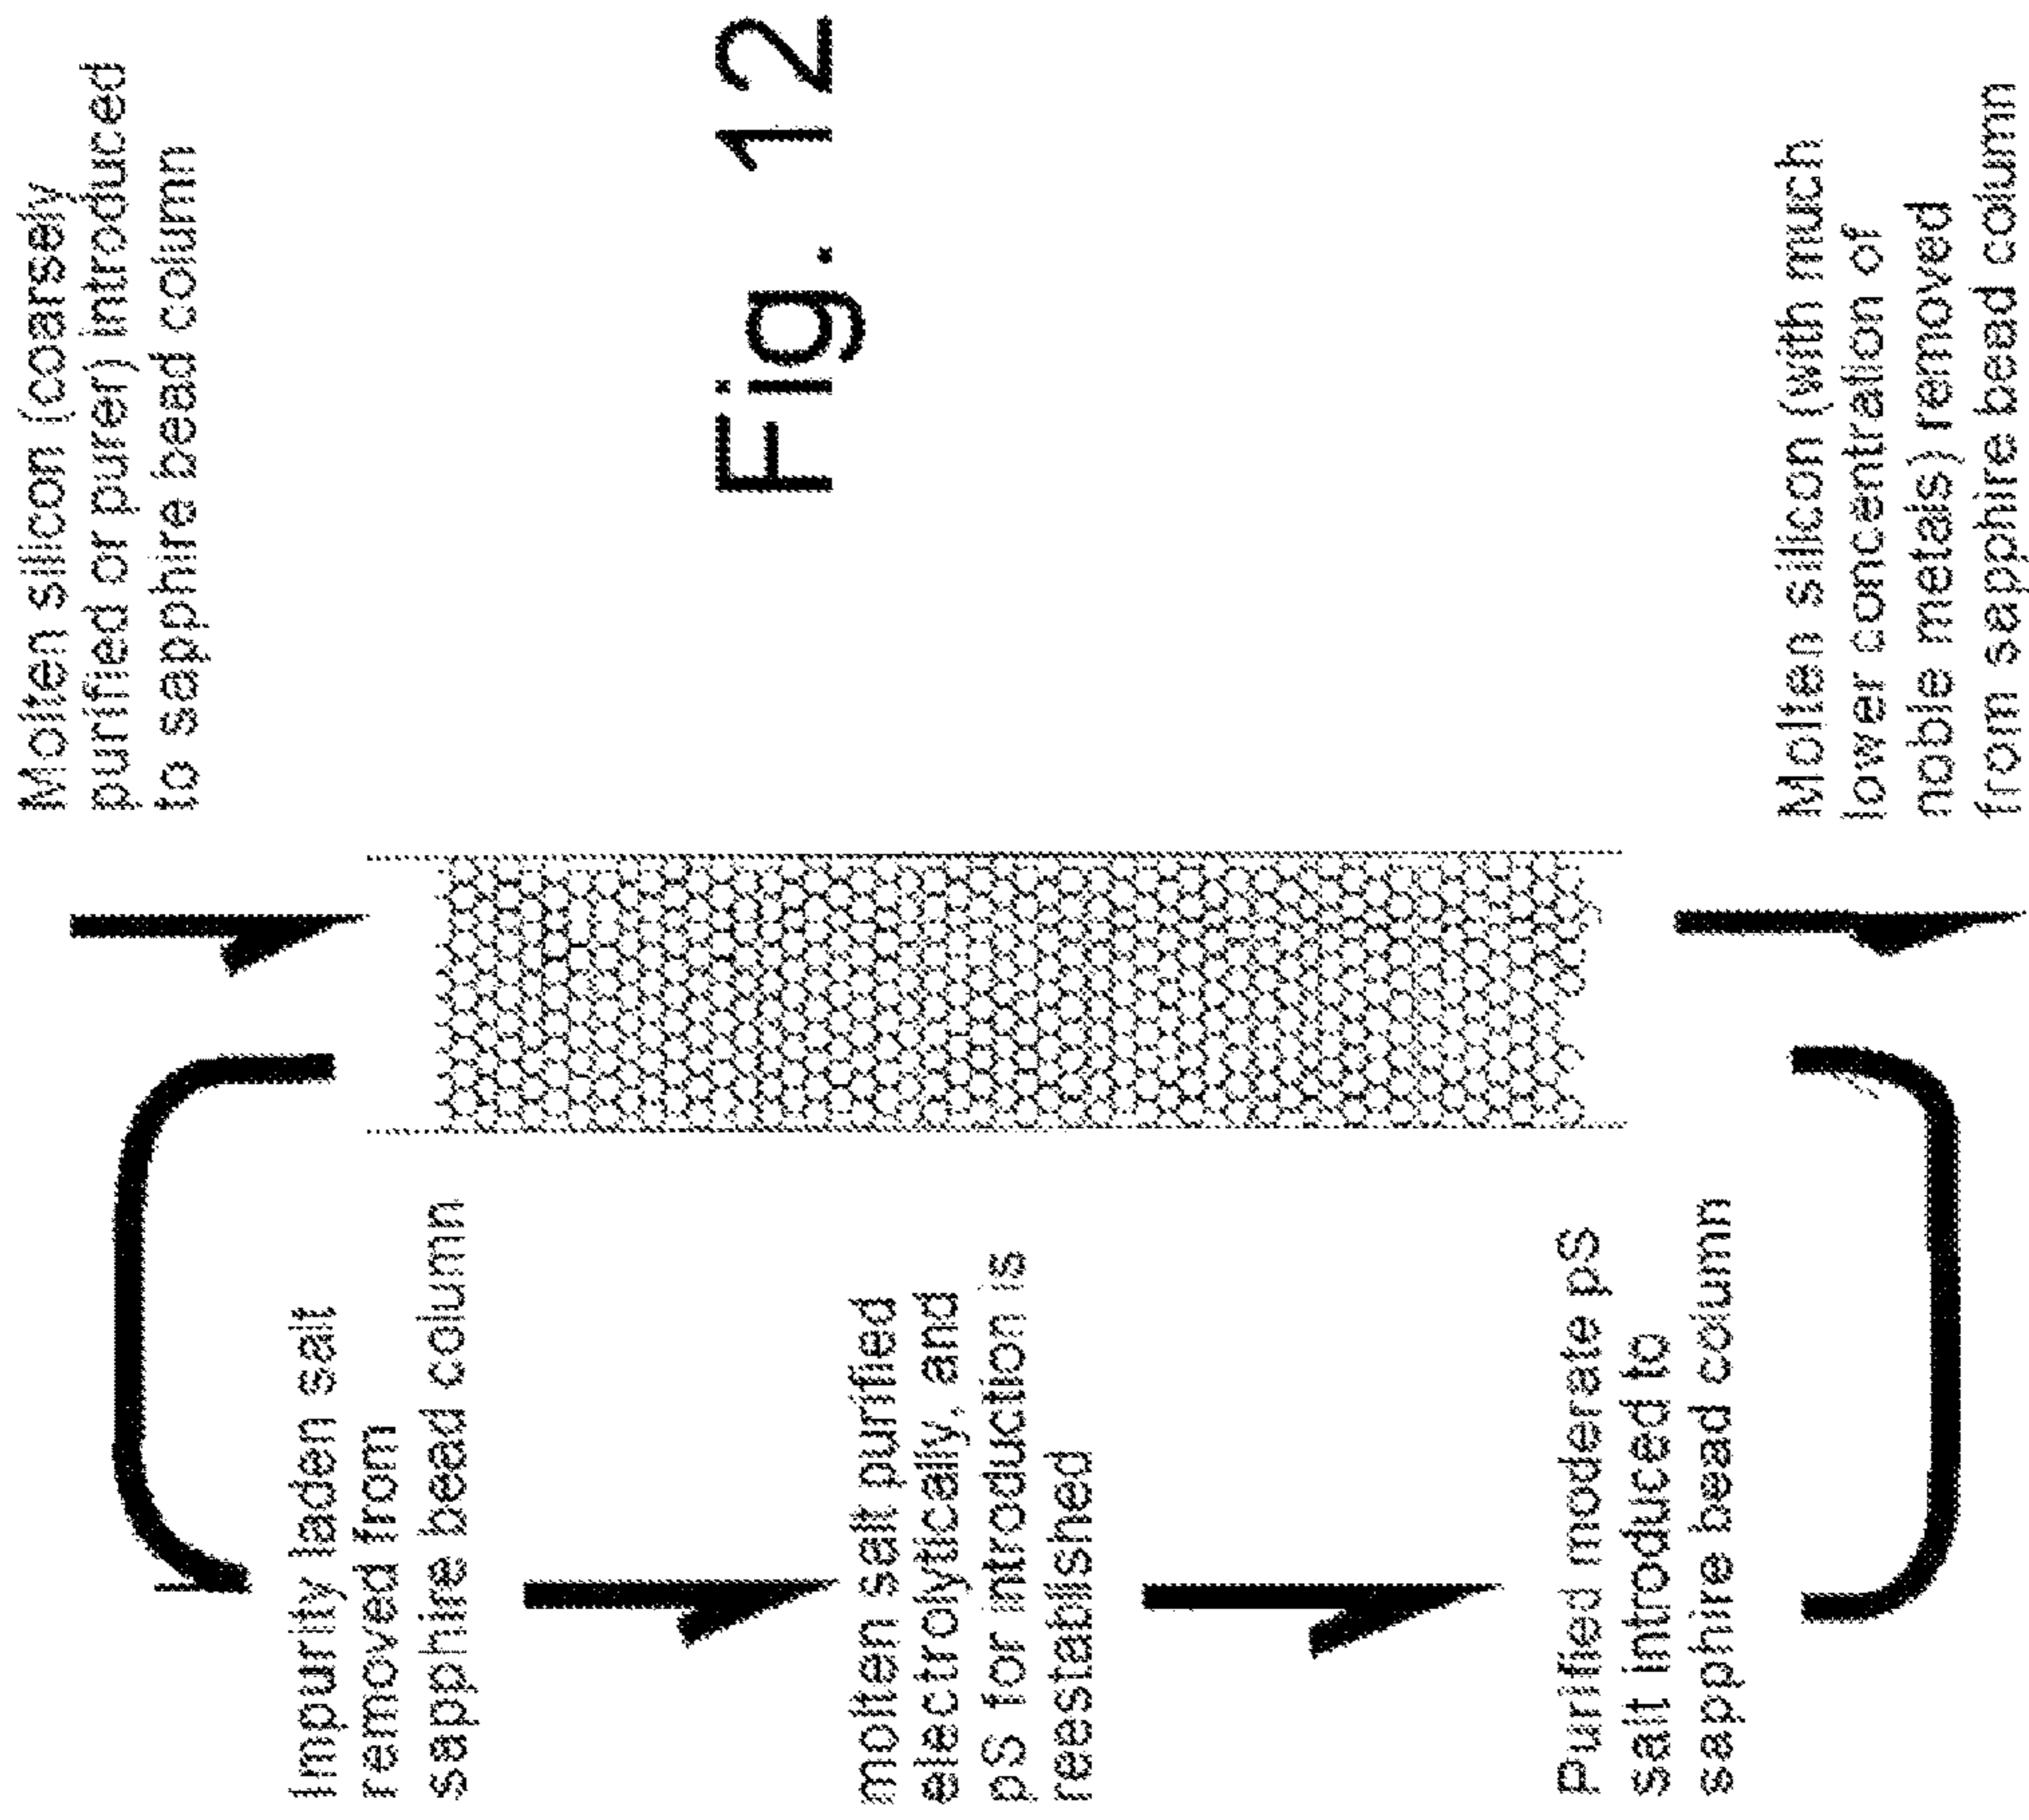 Molten silicon (coarsely
purified or purer) introduced
to sapphire bead column
Impurity laden salt
removed from
sapphire bead column
Fig. 12
molten salt purified
electrolytically, and
pS for introduction is
reestablished
Purified moderate pS
salt introduced to
sapphire bead column
Molten silicon (with much
lower concentration of
noble metals) removed
from sapphire bead column